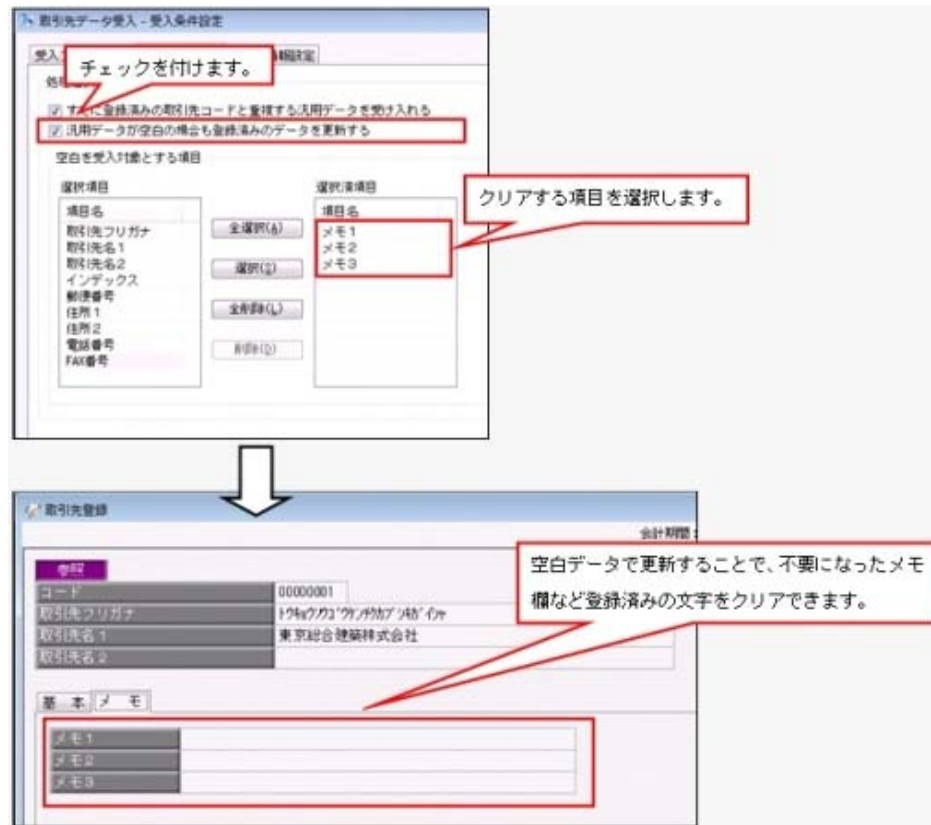 取引先データ受入 - 受入条件設定
受入
チェックを付けます。
すでに登録済みの取引先コードと重複する汎用データを受け入れる
汎用データが空白の場合も登録済みのデータを更新する
空白を受入対象とする項目
選択項目
選択済項目
クリアする項目を選択します。
項目名
取引先フリガナ
取引先名1
取引先名2
インデックス
郵便番号
住所1
住所2
電話番号
FAX番号
全選択(A)
選択(S)
全削除(L)
削除(D)
項目名
メモ1
メモ2
メモ3
取引先登録
会計期間:
空白データで更新することで、不要になったメモ
欄など登録済みの文字をクリアできます。
参照
コード 00000001
取引先フリガナ
取引先名1 東京総合建築株式会社
取引先名2
基 本 メ モ
メモ1
メモ2
メモ3